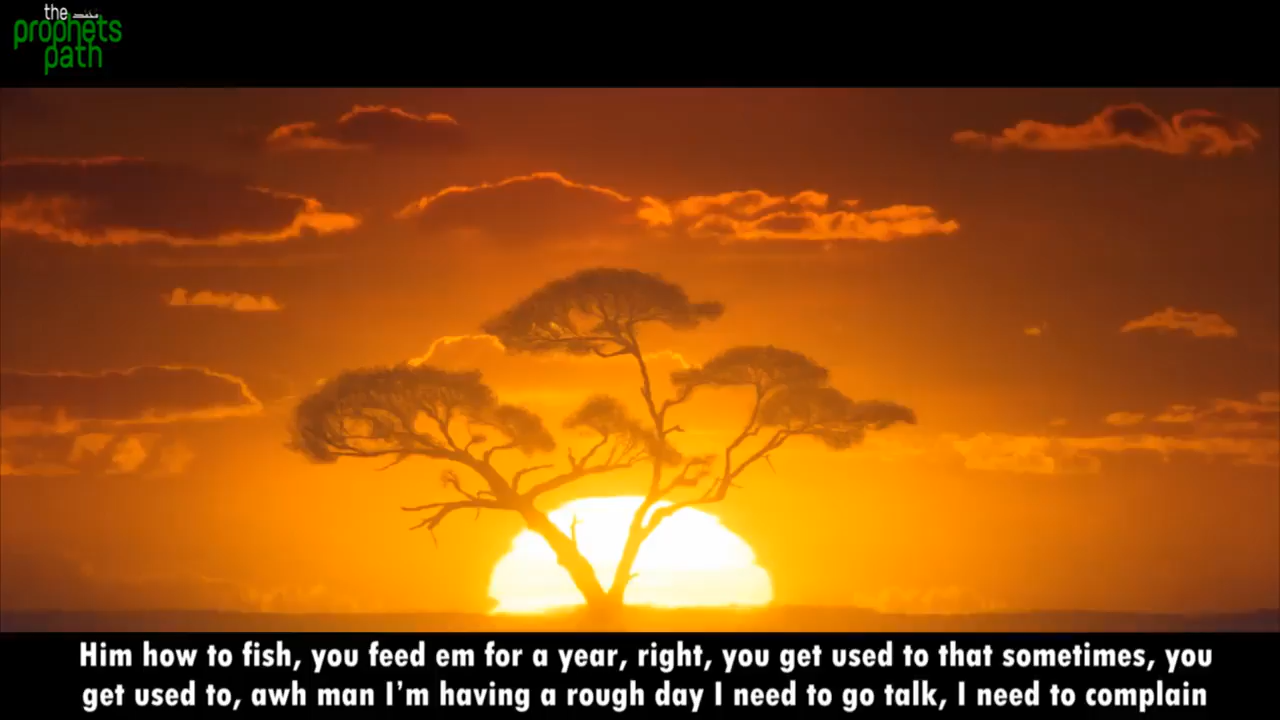 the محمد
prophets
path
Him how to fish, you feed em for a year, right, you get used to that sometimes, you
get used to, awh man I'm having a rough day I need to go talk, I need to complain